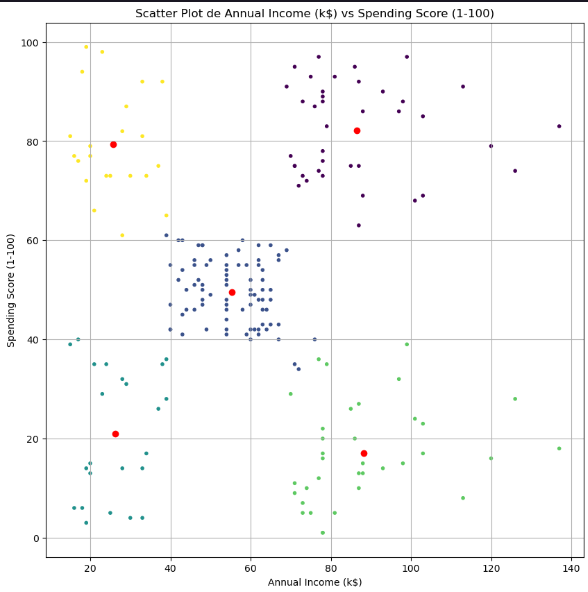 Scatter Plot de Annual Income (k$) vs Spending Score (1-100)
Spending Score (1-100)
100
80
60
40
20
0
20 40 60 80 100 120 140
Annual Income (k$)